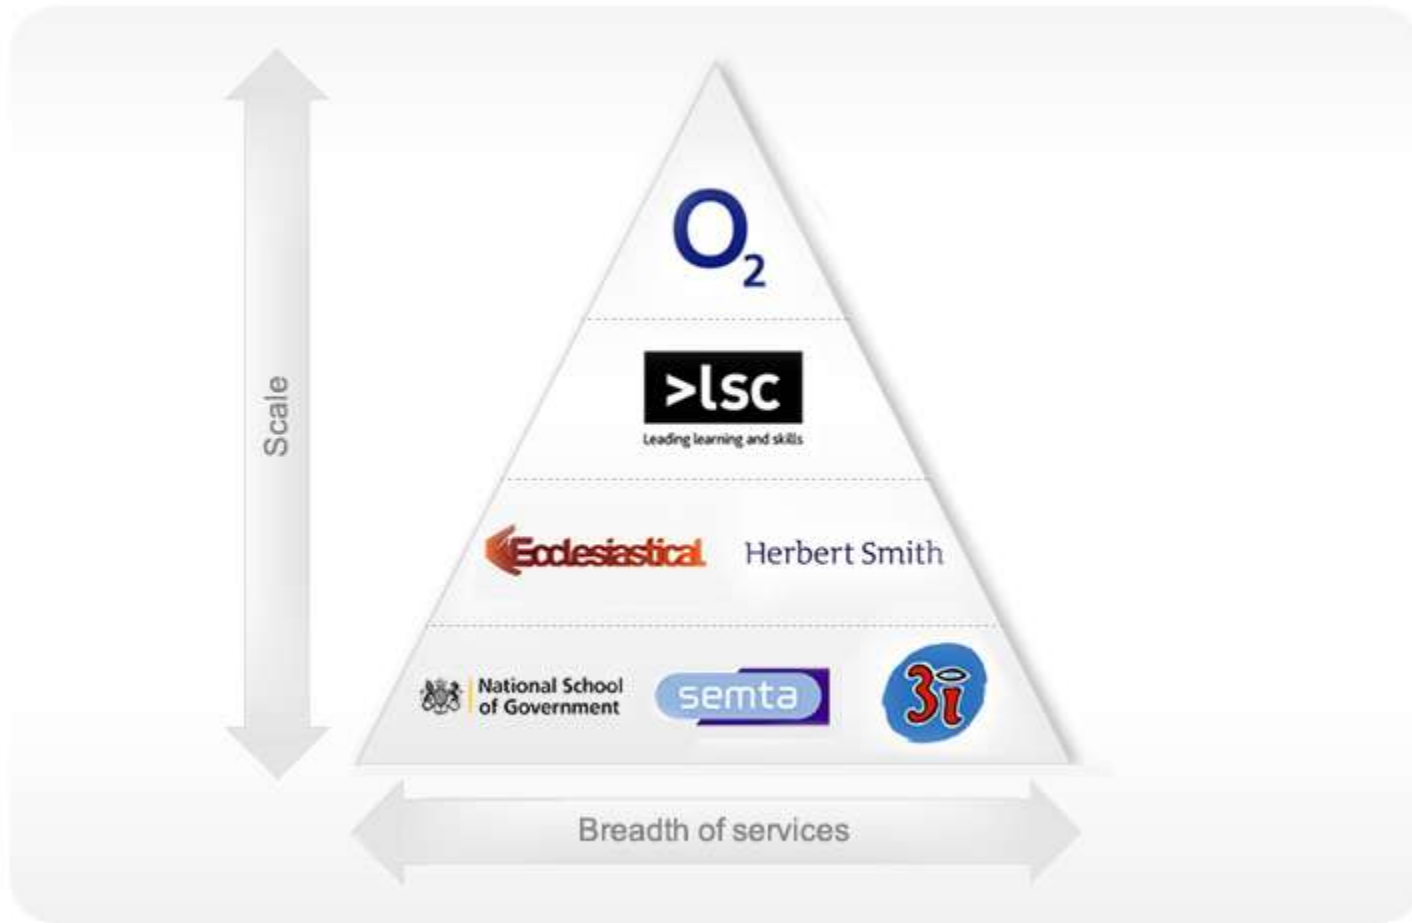 O2
Scale
>lsc
Leading learning and skills
Ecclesiastical Herbert Smith
National School
of Government
semta
3i
Breadth of services